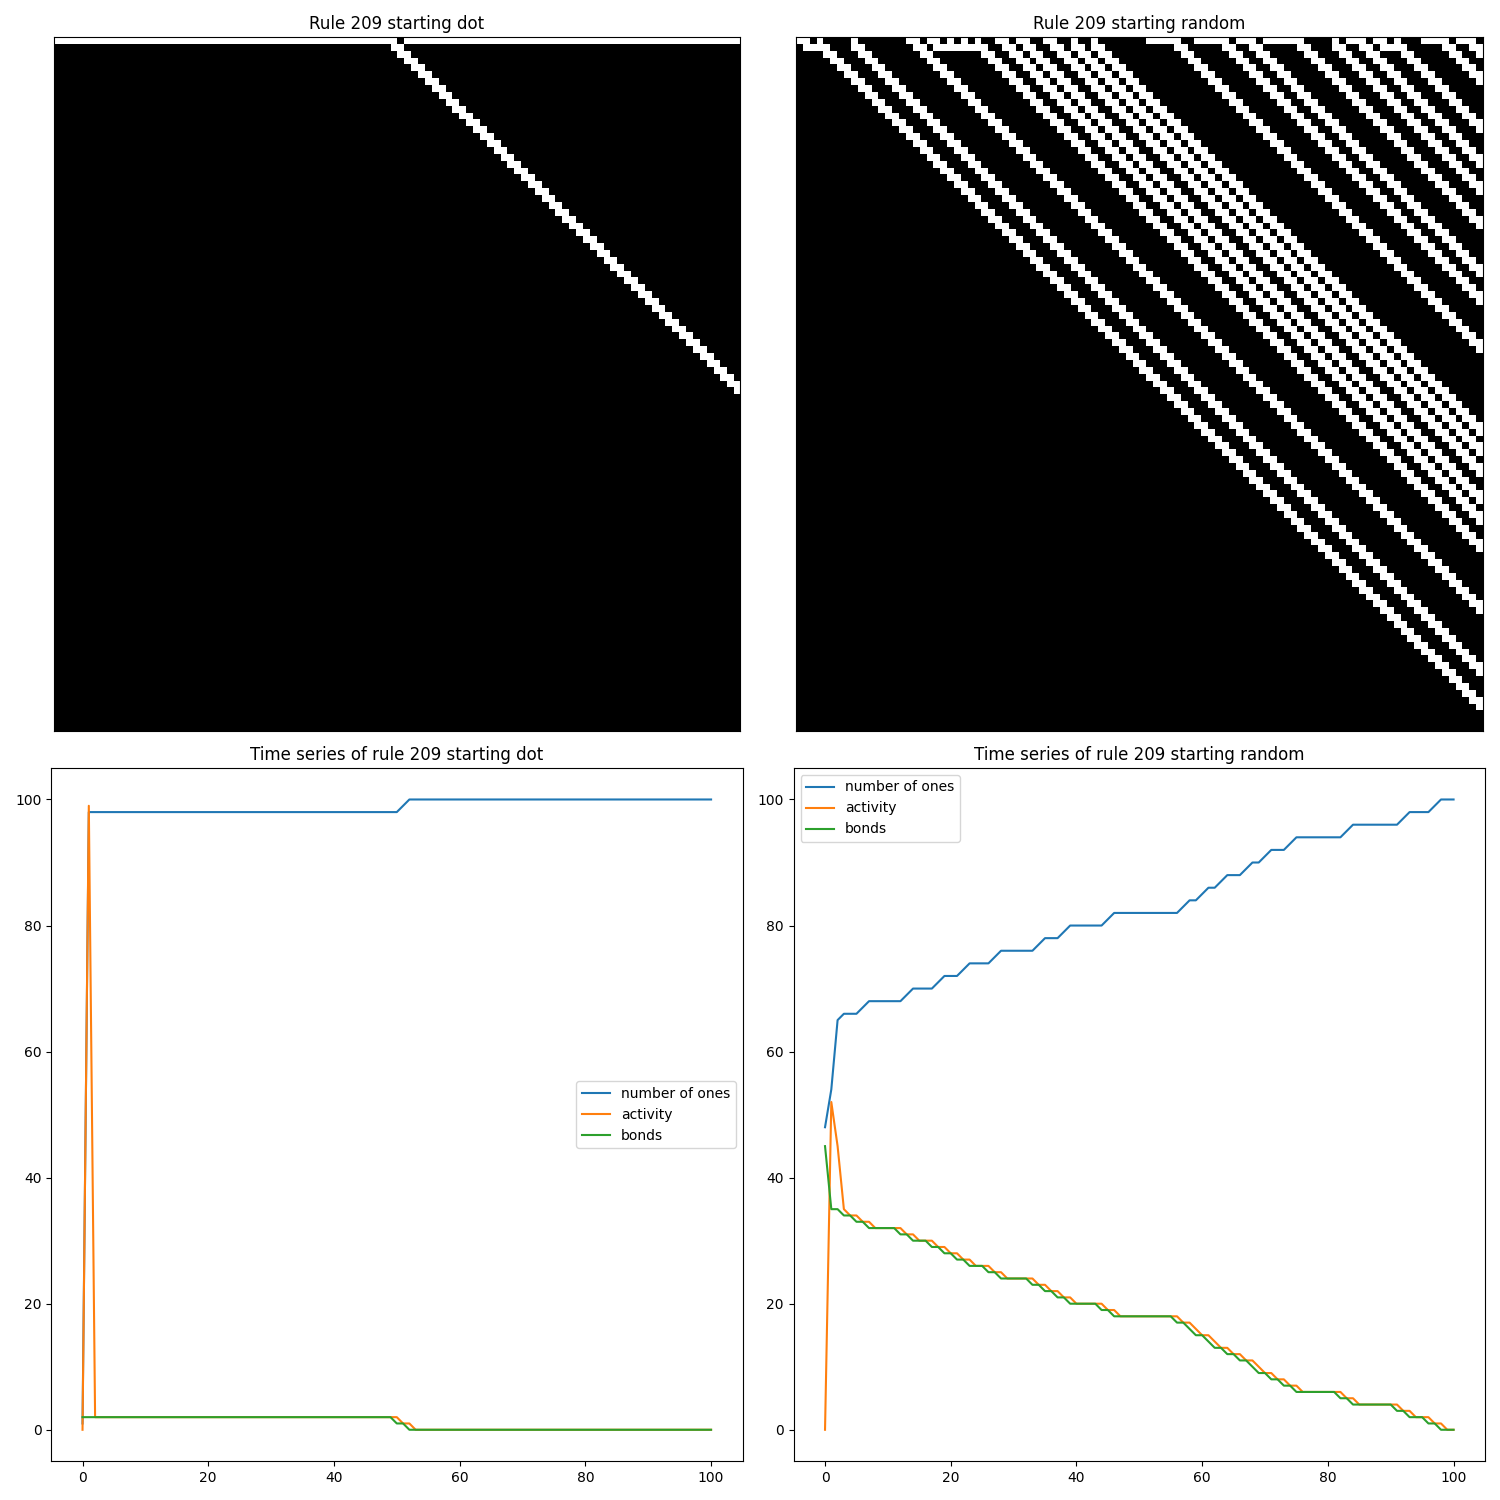 Rule 209 starting dot
Rule 209 starting random
Time series of rule 209 starting dot
100
80
60
40
20
0
0
20
40
60
80
100
number of ones
activity
bonds
Time series of rule 209 starting random
100
80
60
40
20
0
0
20
40
60
80
100
number of ones
activity
bonds